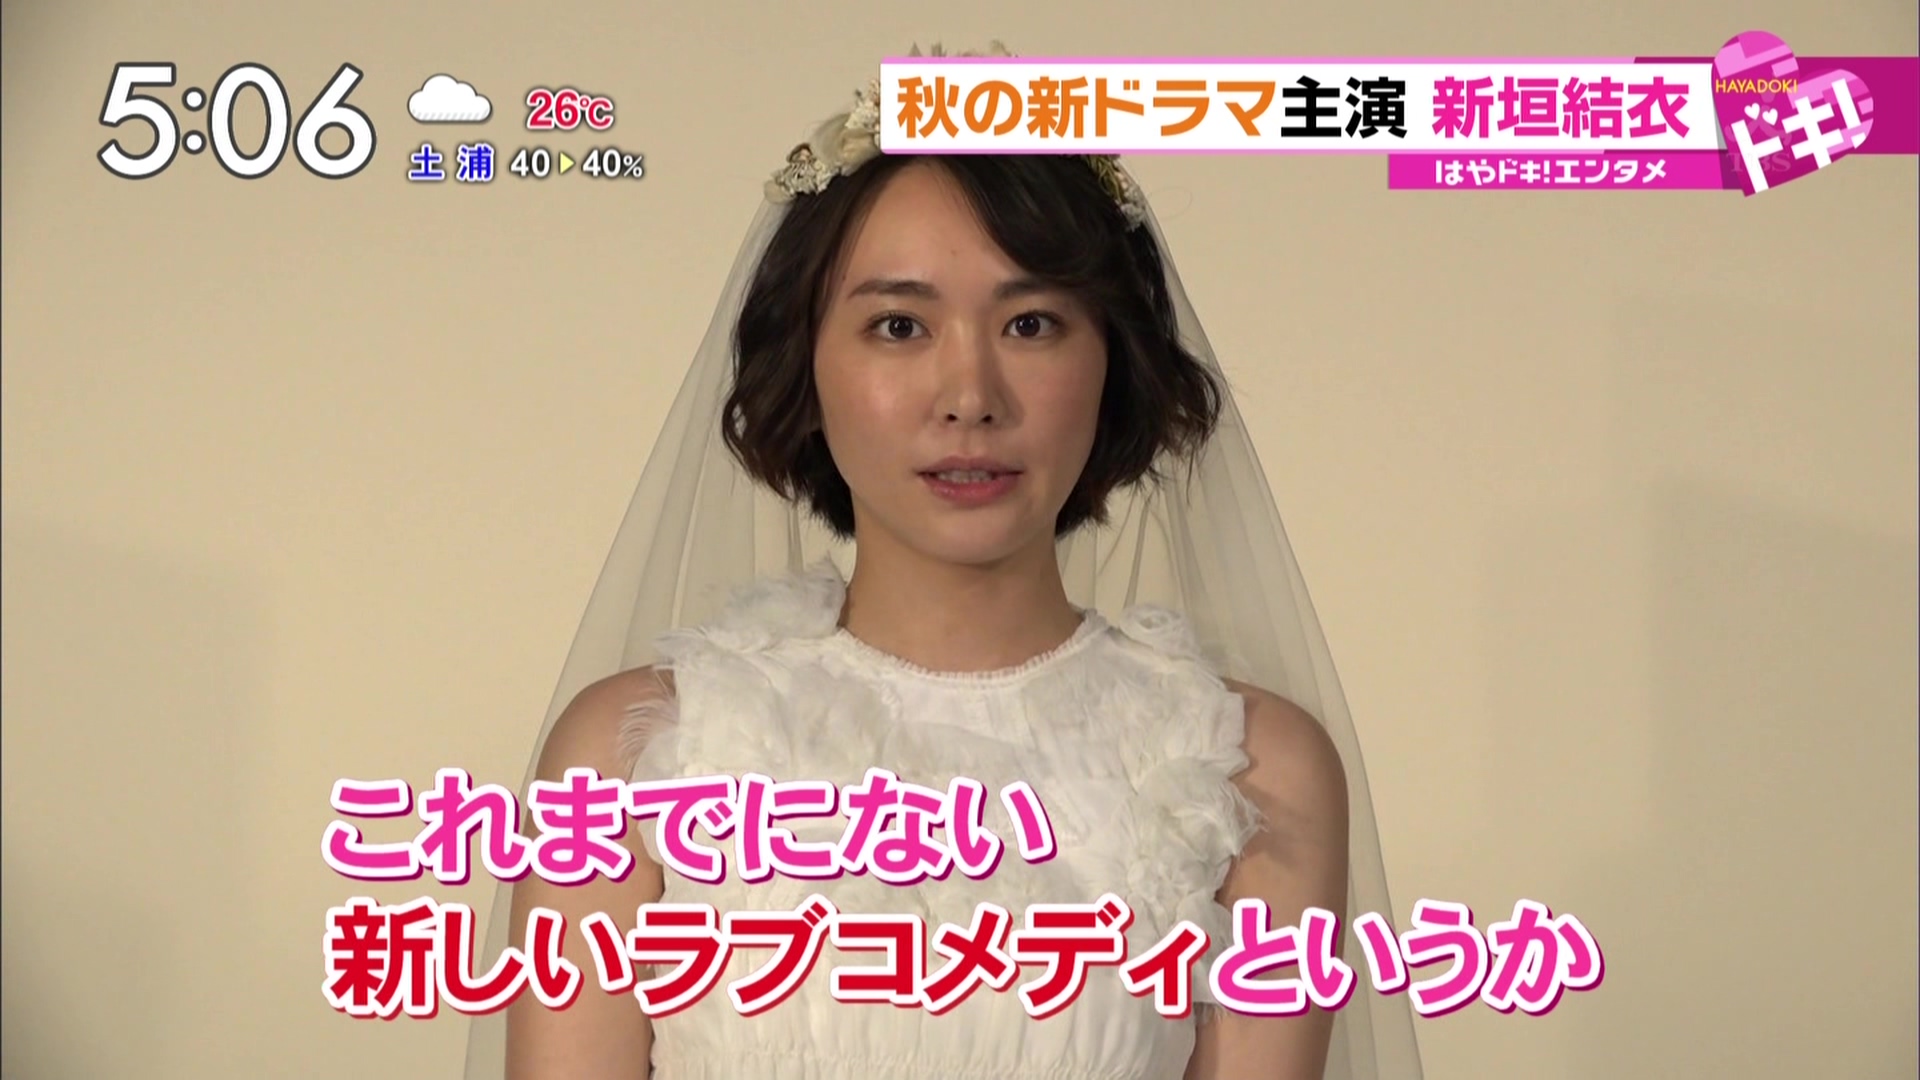 5:06
26℃
土浦 40▶40%
秋の新ドラマ主演 新垣結衣
HAYADOKI
ドキ!
TBS
はやドキ!エンタメ
これまでにない
新しいラブコメディというか